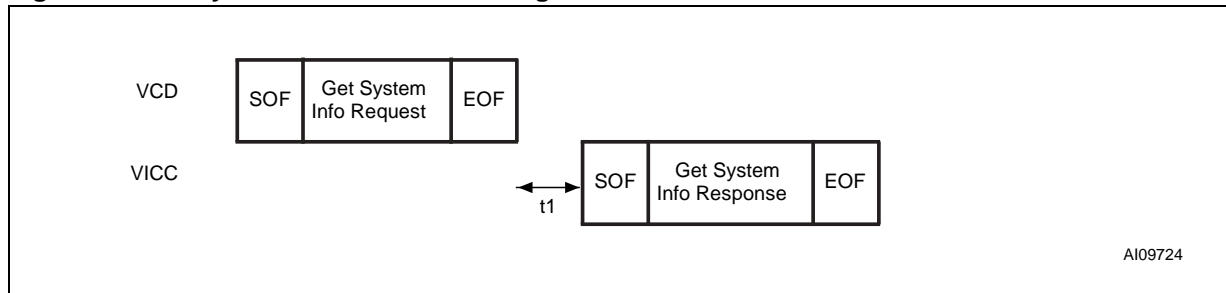 VCD
SOF
Get System
Info Request
EOF
VICC
t1
SOF
Get System
Info Response
EOF
AI09724